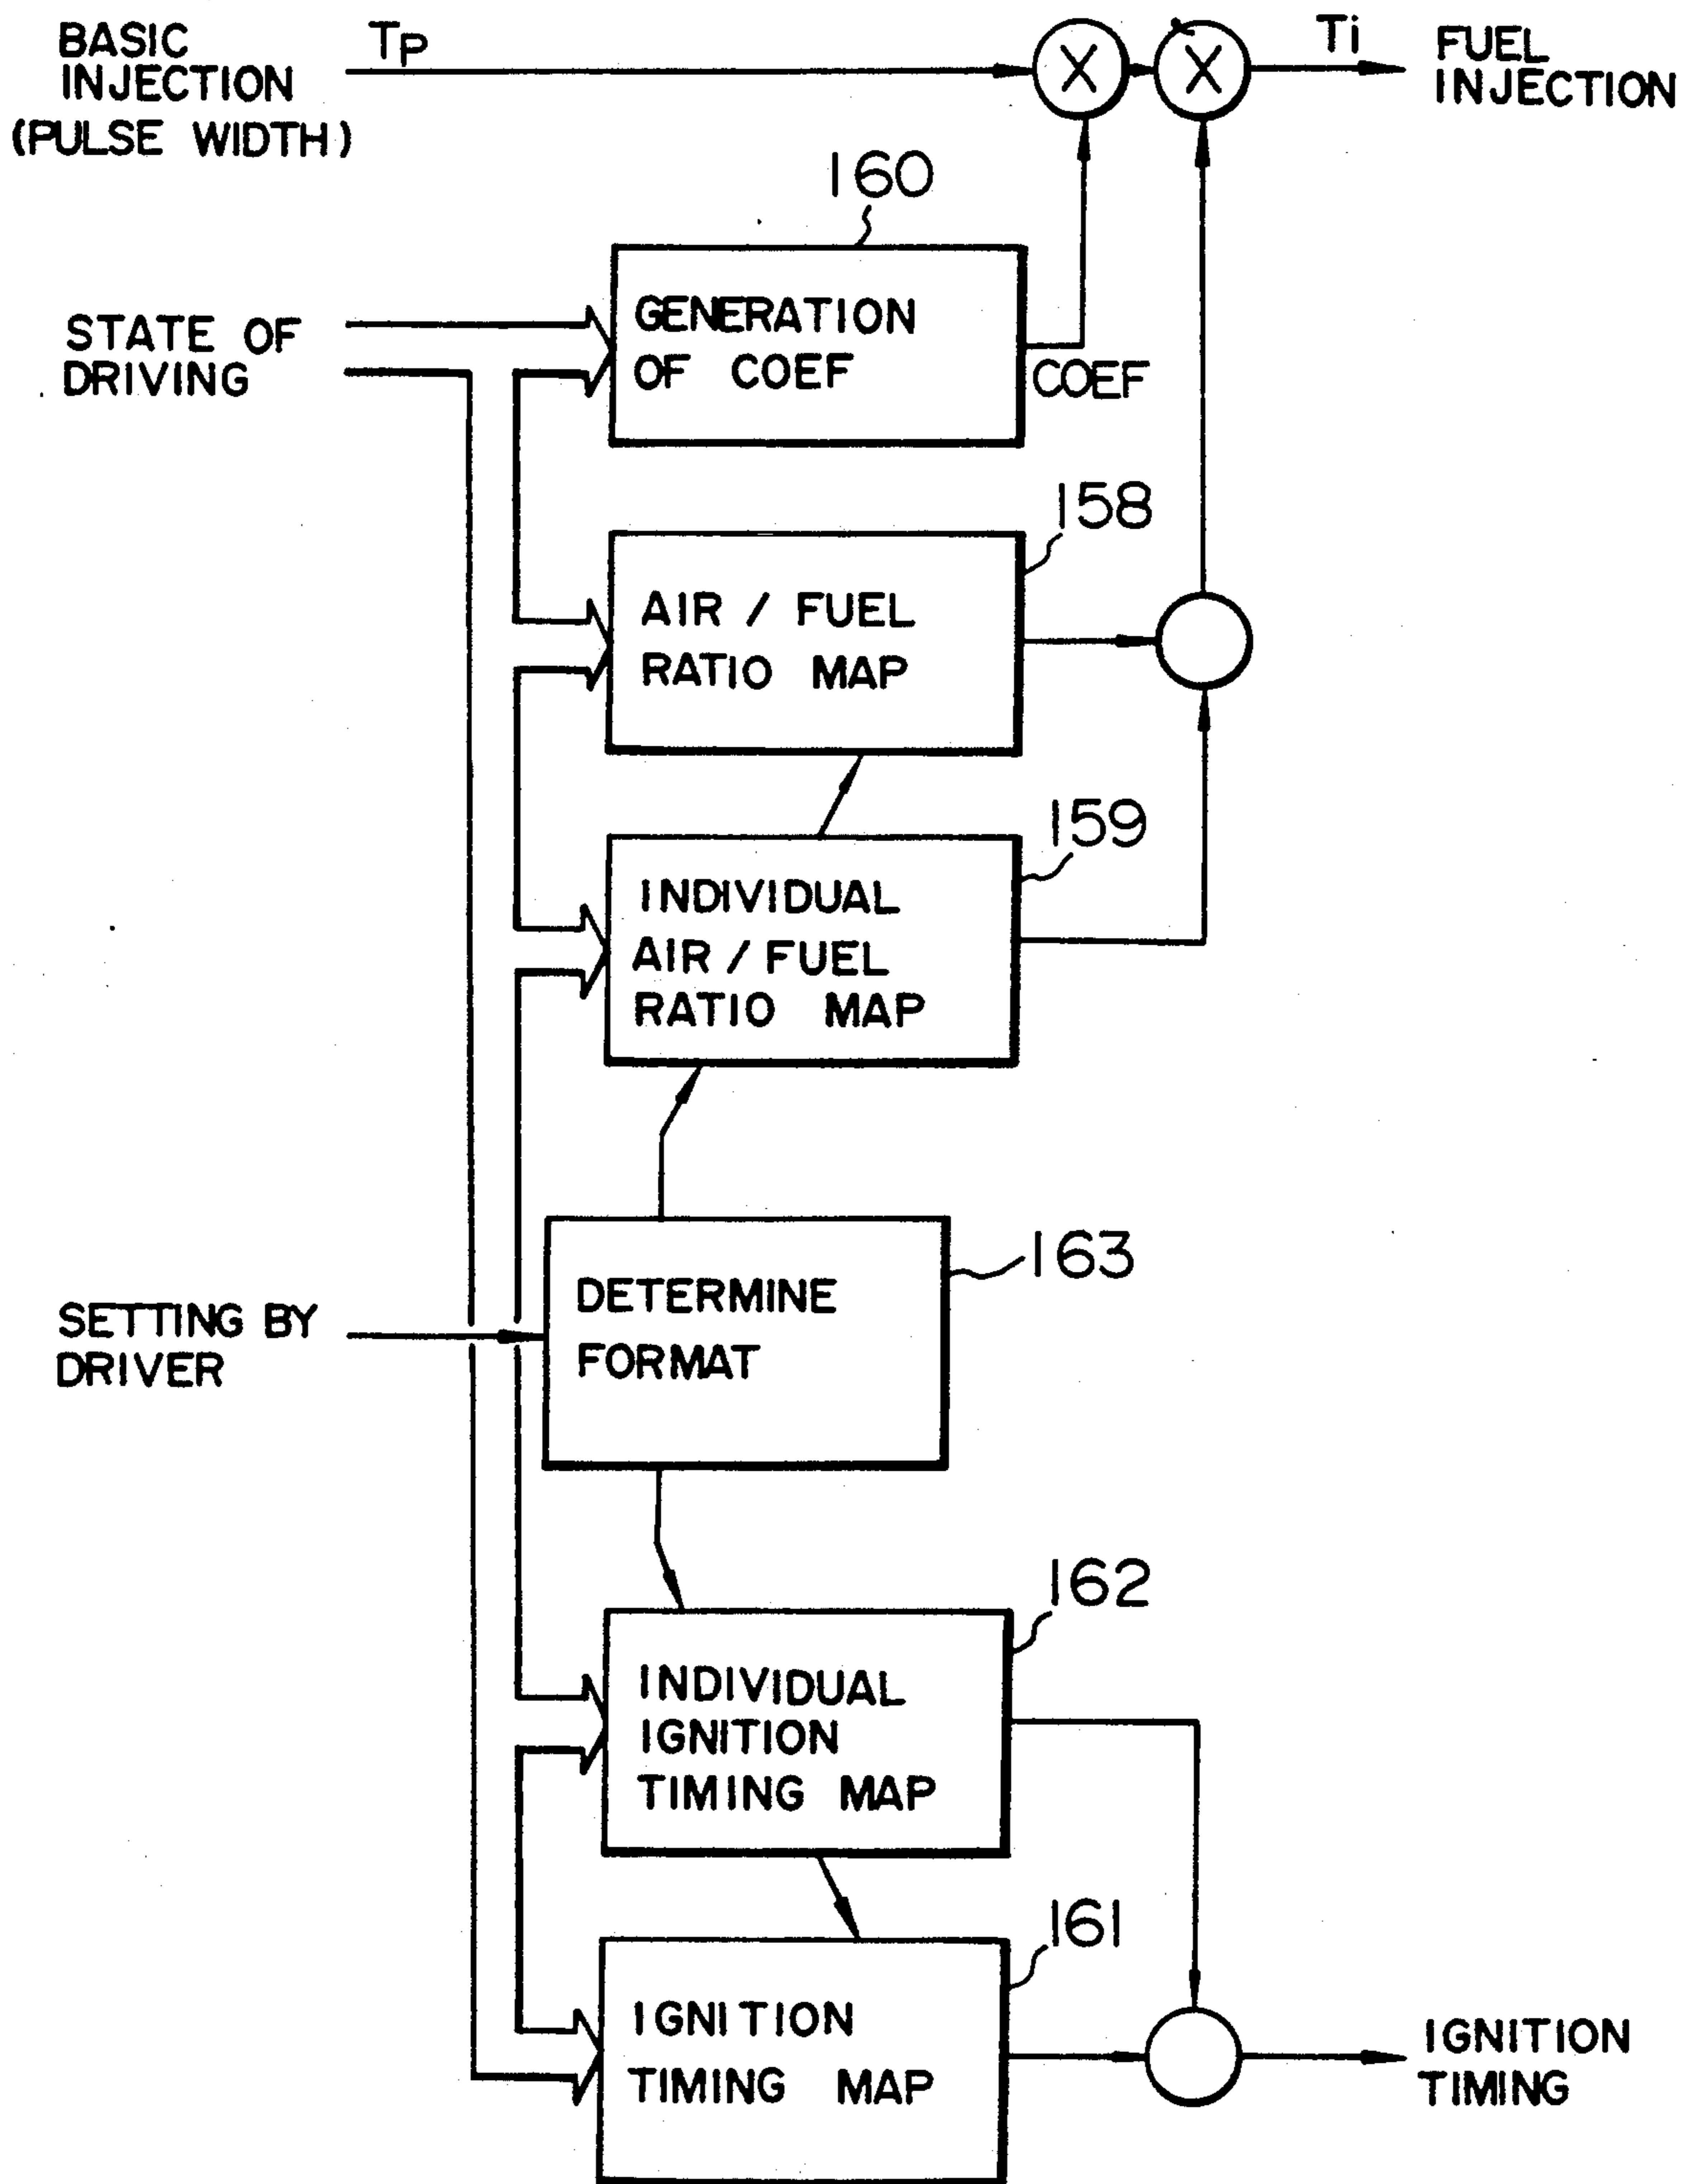 BASIC
INJECTION
(PULSE WIDTH)
TP
Ti
FUEL
INJECTION
X
X
160
STATE OF
DRIVING
GENERATION
OF COEF
COEF
158
AIR / FUEL
RATIO MAP
159
INDIVIDUAL
AIR / FUEL
RATIO MAP
163
SETTING BY
DRIVER
DETERMINE
FORMAT
162
INDIVIDUAL
IGNITION
TIMING MAP
161
IGNITION
TIMING MAP
IGNITION
TIMING